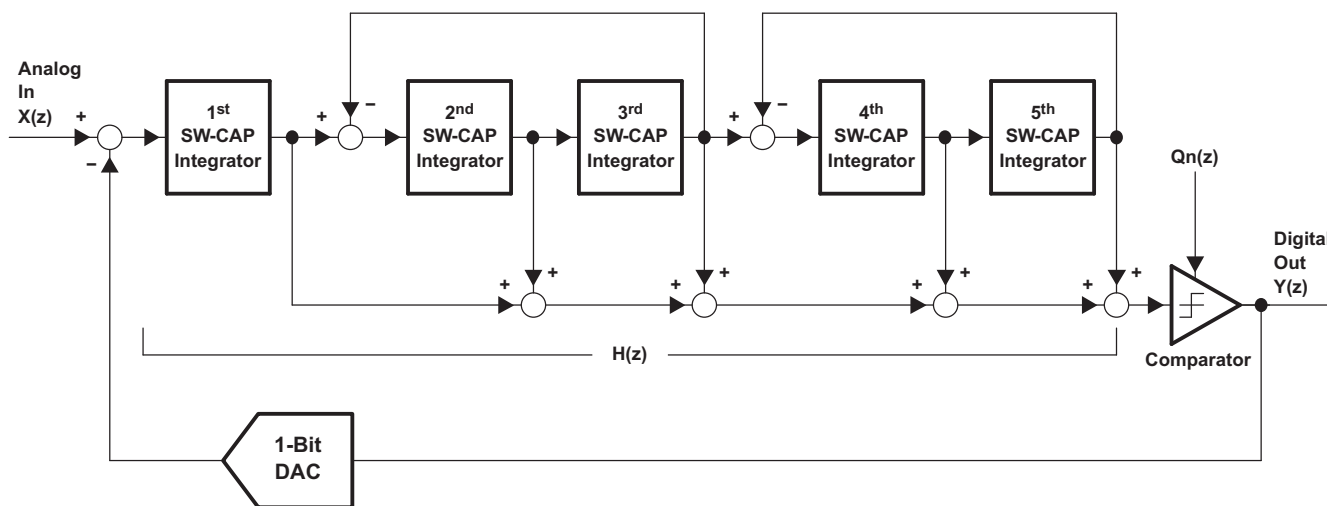 Analog
In
X(z)
+
−
1st
SW-CAP
Integrator
+
−
2nd
SW-CAP
Integrator
3rd
SW-CAP
Integrator
+
−
4th
SW-CAP
Integrator
5th
SW-CAP
Integrator
Qn(z)
+
+
+
+
+
+
+
+
Digital
Out
Y(z)
H(z)
Comparator
1-Bit
DAC